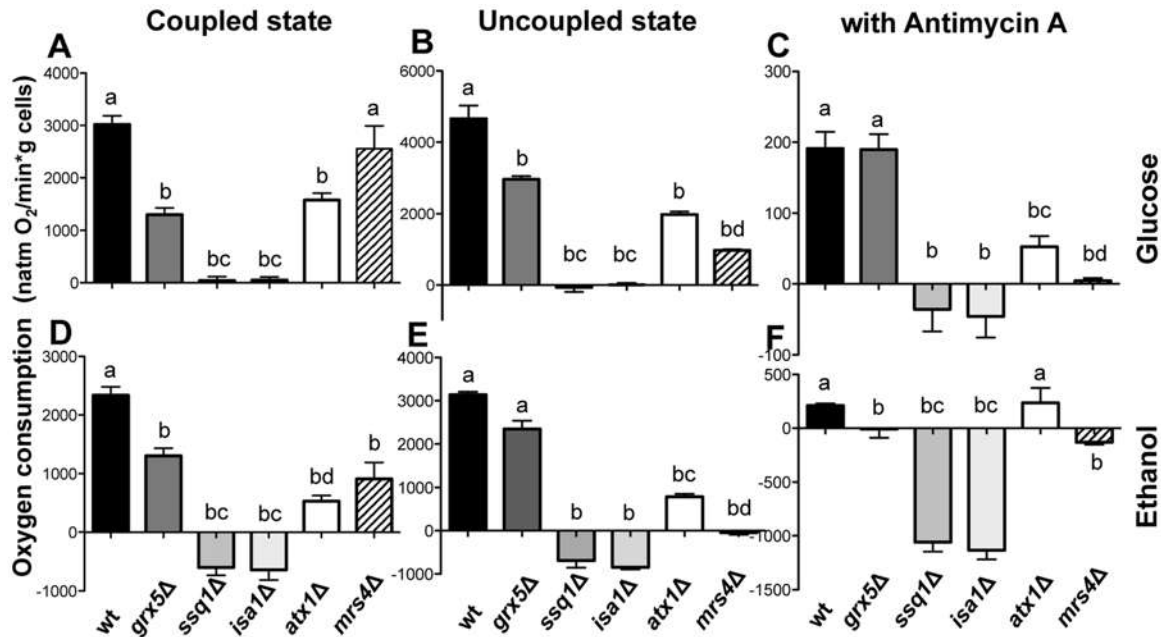 Coupled state
Uncoupled state
with Antimycin A
Oxygen consumption (natm O₂/min*g cells)
A
4000
3000
2000
1000
0
a
b
bc
bc
b
a
B
6000
4000
2000
0
a
b
bc
bc
b
bd
C
300
200
100
0
-100
a
a
b
b
bc
bd
Glucose
D
3000
2000
1000
0
-1000
a
b
bc
bc
bd
b
wt
grx5Δ
ssq1Δ
isa1Δ
atx1Δ
mrs4Δ
E
4000
3000
2000
1000
0
-1000
a
a
b
b
bc
bd
wt
grx5Δ
ssq1Δ
isa1Δ
atx1Δ
mrs4Δ
F
500
0
-500
-1000
-1500
a
b
bc
bc
a
b
wt
grx5Δ
ssq1Δ
isa1Δ
atx1Δ
mrs4Δ
Ethanol